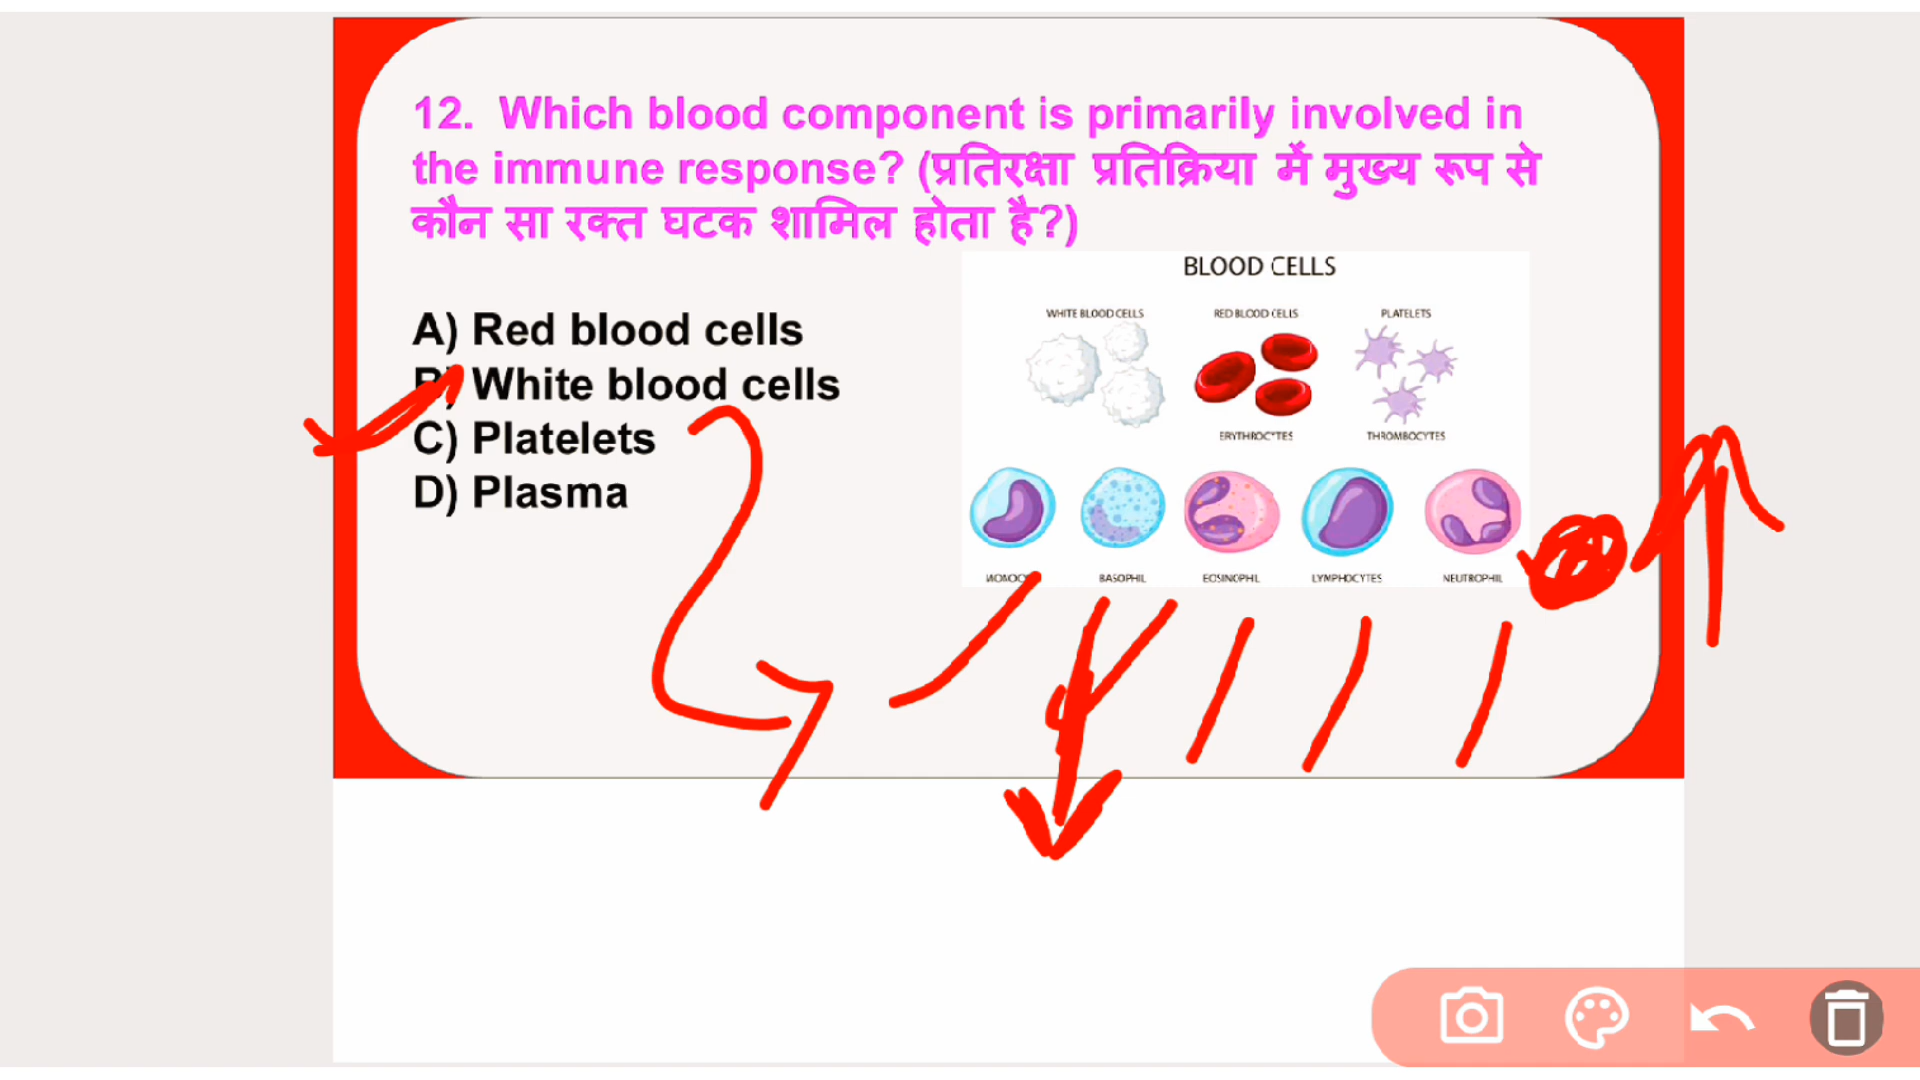 12. Which blood component is primarily involved in
the immune response? (प्रतिरक्षा प्रतिक्रिया में मुख्य रूप से
कौन सा रक्त घटक शामिल होता है?)
A) Red blood cells
B) White blood cells
C) Platelets
D) Plasma
BLOOD CELLS
WHITE BLOOD CELLS RED BLOOD CELLS PLATELETS
ERYTHROCYTES THROMBOCYTES
BASOPHIL EOSINOPHIL LYMPHOCYTES NEUTROPHIL